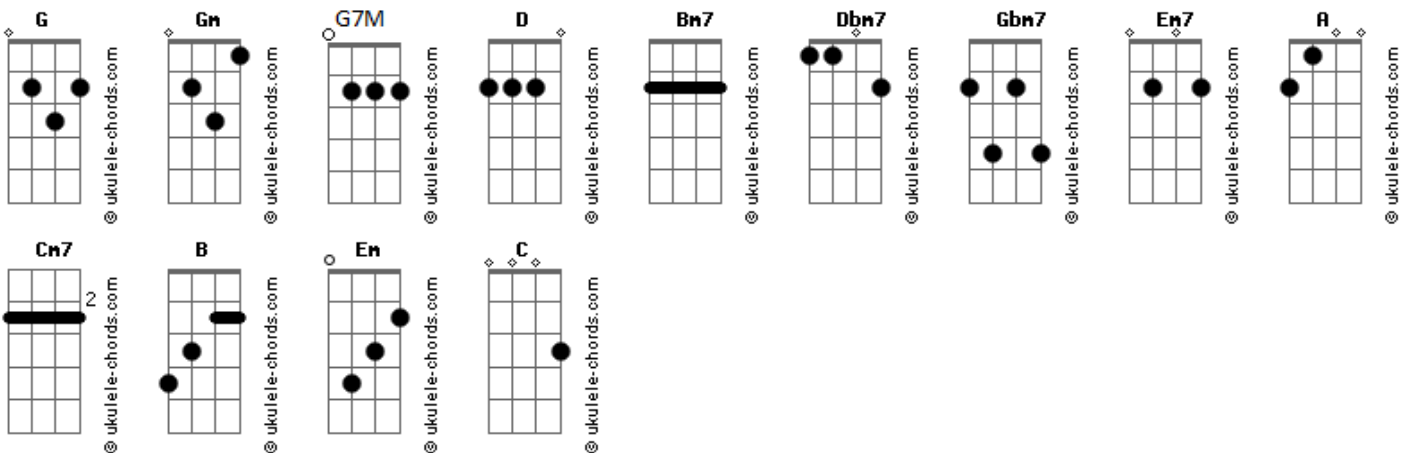 G Gm G7M D Bm7 Dbm7 Gbm7 Em7 A
© ukulele-chords.com © ukulele-chords.com © ukulele-chords.com © ukulele-chords.com © ukulele-chords.com © ukulele-chords.com © ukulele-chords.com © ukulele-chords.com © ukulele-chords.com
Cm7 B Em C
2
© ukulele-chords.com © ukulele-chords.com © ukulele-chords.com © ukulele-chords.com